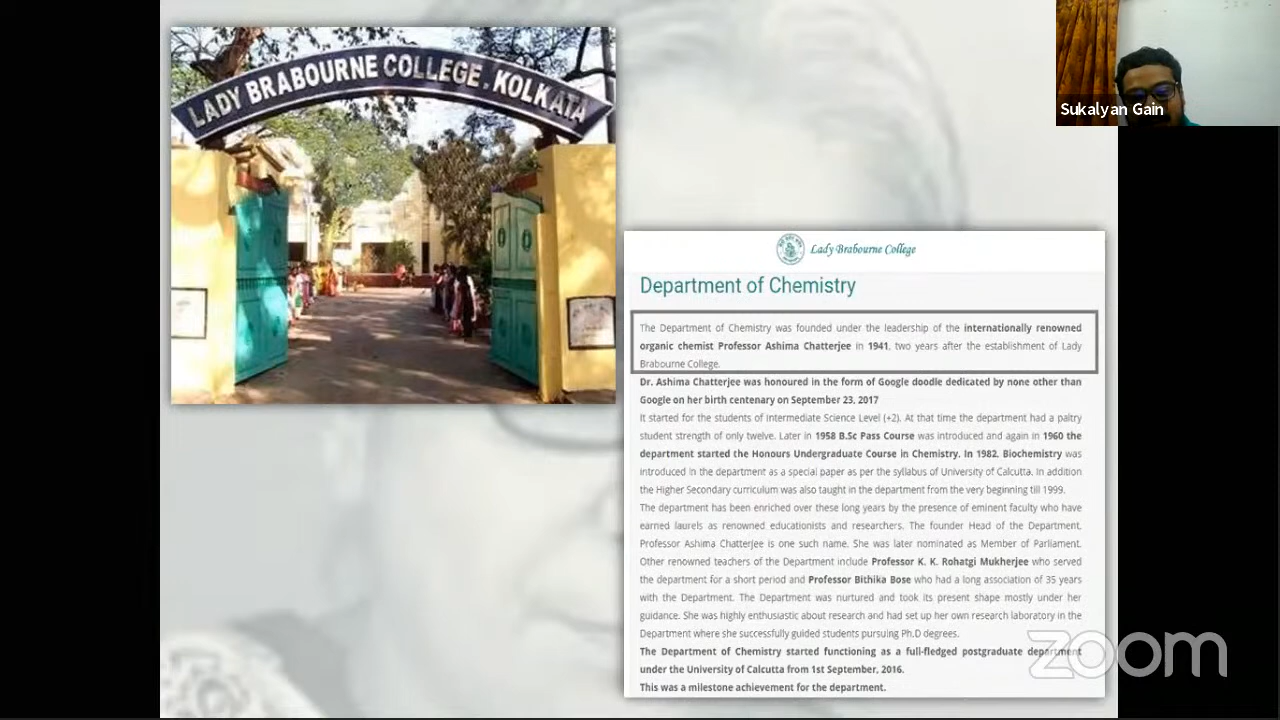 LADY BRABOURNE COLLEGE, KOLKATA
Sukalyan Gain
Lady Brabourne College
Department of Chemistry
The Department of Chemistry was founded under the leadership of the internationally renowned
organic chemist Professor Ashima Chatterjee in 1941, two years after the establishment of Lady
Brabourne College.
Dr. Ashima Chatterjee was honoured in the form of Google doodle dedicated by none other than
Google on her birth centenary on September 23, 2017
It started for the students of Intermediate Science Level (+2). At that time the department had a paltry
student strength of only twelve. Later in 1958 B.Sc Pass Course was introduced and again in 1960 the
department started the Honours Undergraduate Course in Chemistry. In 1982, Biochemistry was
introduced in the department as a special paper as per the syllabus of University of Calcutta. In addition
the Higher Secondary curriculum was also taught in the department from the very beginning till 1999.
The department has been enriched over these long years by the presence of eminent faculty who have
earned laurels as renowned educationists and researchers. The founder Head of the Department,
Professor Ashima Chatterjee is one such name. She was later nominated as Member of Parliament.
Other renowned teachers of the Department include Professor K. K. Rohatgi Mukherjee who served
the department for a short period and Professor Bithika Bose who had a long association of 35 years
with the Department. The Department was nurtured and took its present shape mostly under her
guidance. She was highly enthusiastic about research and had set up her own research laboratory in the
Department where she successfully guided students pursuing Ph.D degrees.
The Department of Chemistry started functioning as a full-fledged postgraduate department
under the University of Calcutta from 1st September, 2016.
This was a milestone achievement for the department.
zoom